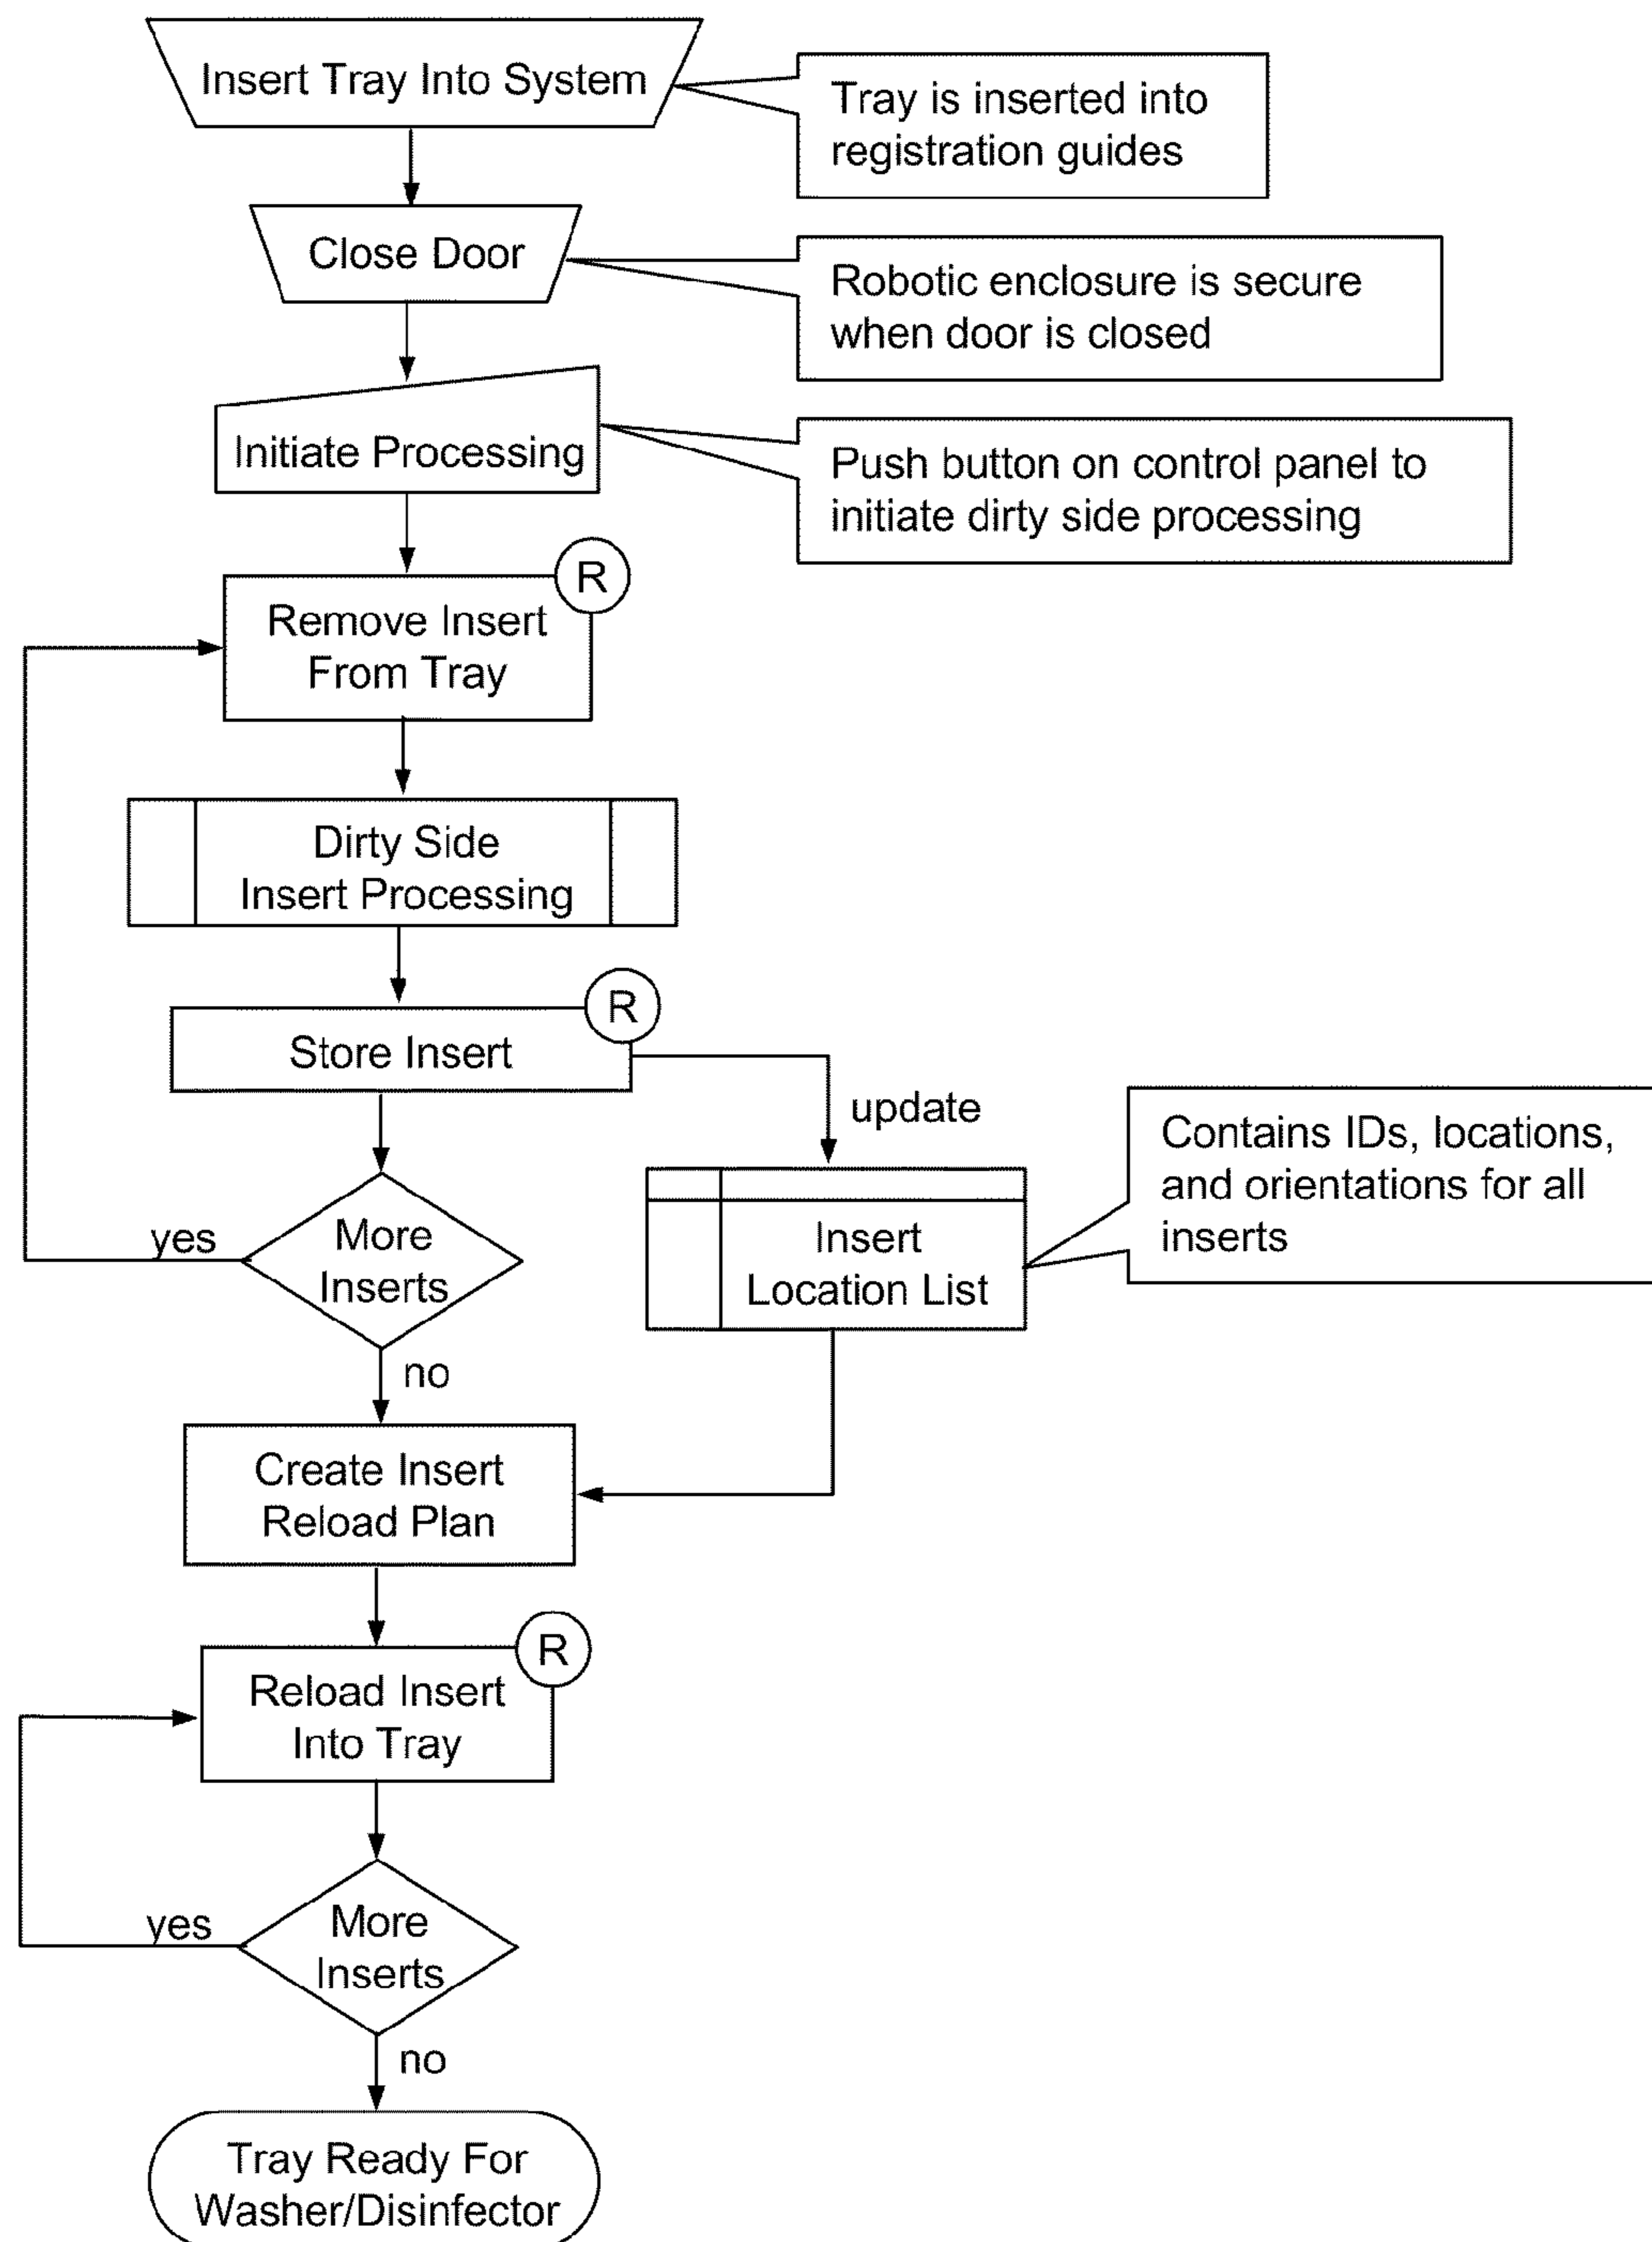 Insert Tray Into System
Tray is inserted into
registration guides
Close Door
Robotic enclosure is secure
when door is closed
Initiate Processing
Push button on control panel to
initiate dirty side processing
R
Remove Insert
From Tray
Dirty Side
Insert Processing
R
Store Insert
update
Contains IDs, locations,
and orientations for all
inserts
yes
More
Inserts
Insert
Location List
no
Create Insert
Reload Plan
R
Reload Insert
Into Tray
yes
More
Inserts
no
Tray Ready For
Washer/Disinfector